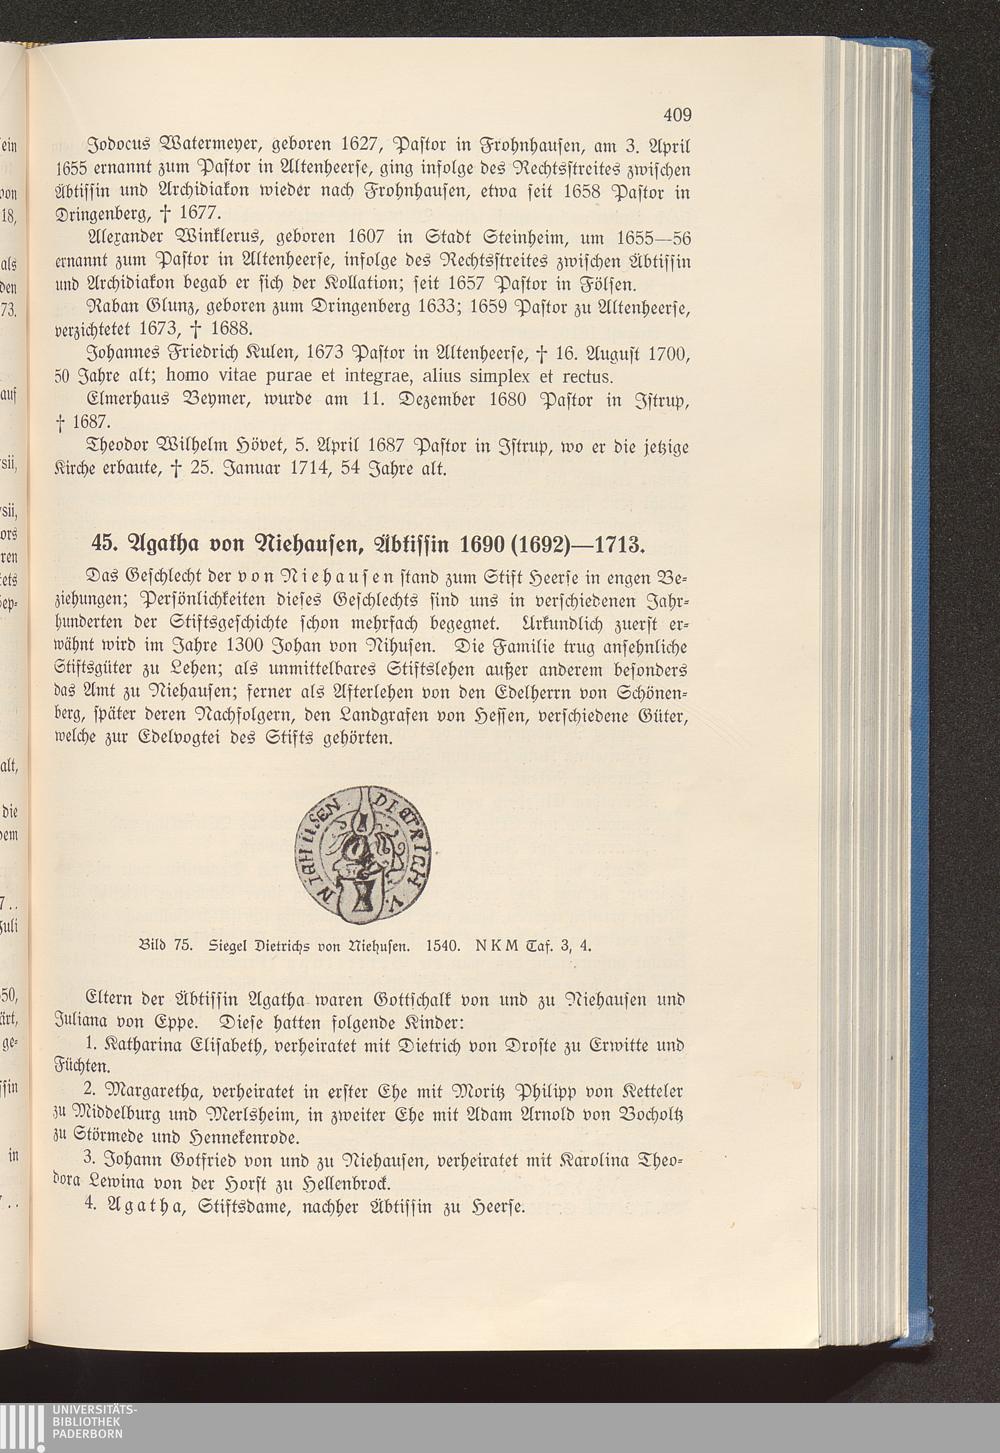 409
Jodocus Watermeyer, geboren 1627, Pastor in Frohnhausen, am 3. April
1655 ernannt zum Pastor in Altenheerse, ging infolge des Rechtsstreites zwischen
Äbtissin und Archidiakon wieder nach Frohnhausen, etwa seit 1658 Pastor in
Dringenberg, † 1677.
Alexander Winklerus, geboren 1607 in Stadt Steinheim, um 1655—56
ernannt zum Pastor in Altenheerse, infolge des Rechtsstreites zwischen Äbtissin
und Archidiakon begab er sich der Kollation; seit 1657 Pastor in Fölsen.
Raban Glunz, geboren zum Dringenberg 1633; 1659 Pastor zu Altenheerse,
verzichtetet 1673, † 1688.
Johannes Friedrich Kulen, 1673 Pastor in Altenheerse, † 16. August 1700,
50 Jahre alt; homo vitae purae et integrae, alius simplex et rectus.
Elmerhaus Beymer, wurde am 11. Dezember 1680 Pastor in Istrup,
† 1687.
Theodor Wilhelm Hövet, 5. April 1687 Pastor in Istrup, wo er die jetzige
Kirche erbaute, † 25. Januar 1714, 54 Jahre alt.
45. Agatha von Niehausen, Äbtissin 1690 (1692)—1713.
Das Geschlecht der von Niehausen stand zum Stift Heerse in engen Be-
ziehungen; Persönlichkeiten dieses Geschlechts sind uns in verschiedenen Jahr-
hunderten der Stiftsgeschichte schon mehrfach begegnet. Urkundlich zuerst er-
wähnt wird im Jahre 1300 Johan von Nihusen. Die Familie trug ansehnliche
Stiftsgüter zu Lehen; als unmittelbares Stiftslehen außer anderem besonders
das Amt zu Niehausen; ferner als Afterlehen von den Edelherrn von Schönen-
berg, später deren Nachfolgern, den Landgrafen von Hessen, verschiedene Güter,
welche zur Edelvogtei des Stifts gehörten.
Bild 75. Siegel Dietrichs von Niehusen. 1540. N K M Taf. 3, 4.
Eltern der Äbtissin Agatha waren Gottschalk von und zu Niehausen und
Juliana von Eppe. Diese hatten folgende Kinder:
1. Katharina Elisabeth, verheiratet mit Dietrich von Droste zu Erwitte und
Füchten.
2. Margaretha, verheiratet in erster Ehe mit Moritz Philipp von Ketteler
zu Middelburg und Merlsheim, in zweiter Ehe mit Adam Arnold von Bocholtz
zu Störmede und Hennekenrode.
3. Johann Gotfried von und zu Niehausen, verheiratet mit Karolina Theo-
dora Lewina von der Horst zu Hellenbrock.
4. Agatha, Stiftsdame, nachher Äbtissin zu Heerse.
UNIVERSITÄTS-
BIBLIOTHEK
PADERBORN